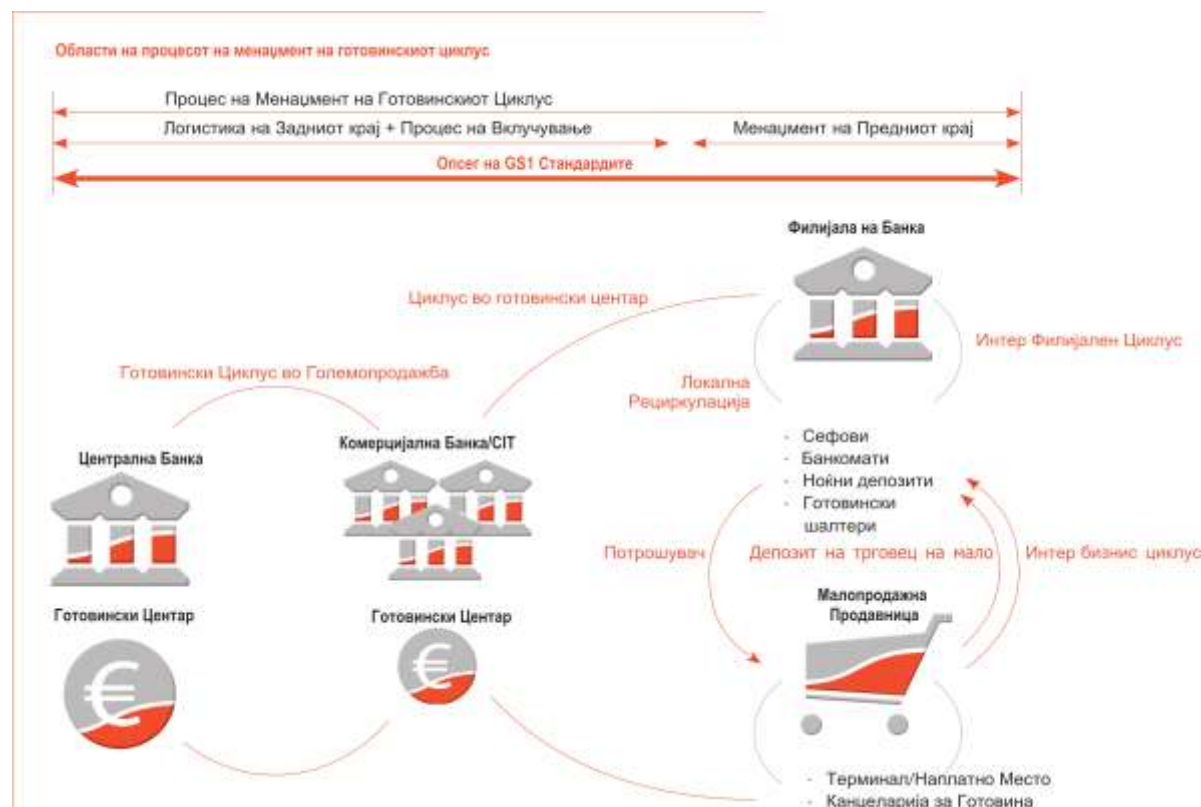 Области на процесот на менаџмент на готовинскиот циклус
Процес на Менаџмент на Готовинскиот Циклус
Логистика на Задниот крај + Процес на Вклучување
Менаџмент на Предниот крај
Опсег на GS1 Стандардите
Филијала на Банка
Циклус во готовински центар
Интер Филијален Циклус
Готовински Циклус во Големопродажба
Локална
Рециркулација
Централна Банка
Комерцијална Банка/CIT
- Сефови
- Банкомати
- Ноќни депозити
- Готовински
шалтери
Потрошувач
Депозит на трговец на мало
Интер бизнис циклус
Малопродажна
Продавница
Готовински Центар
Готовински Центар
€
€
- Терминал/Наплатно Место
- Канцеларија за Готовина